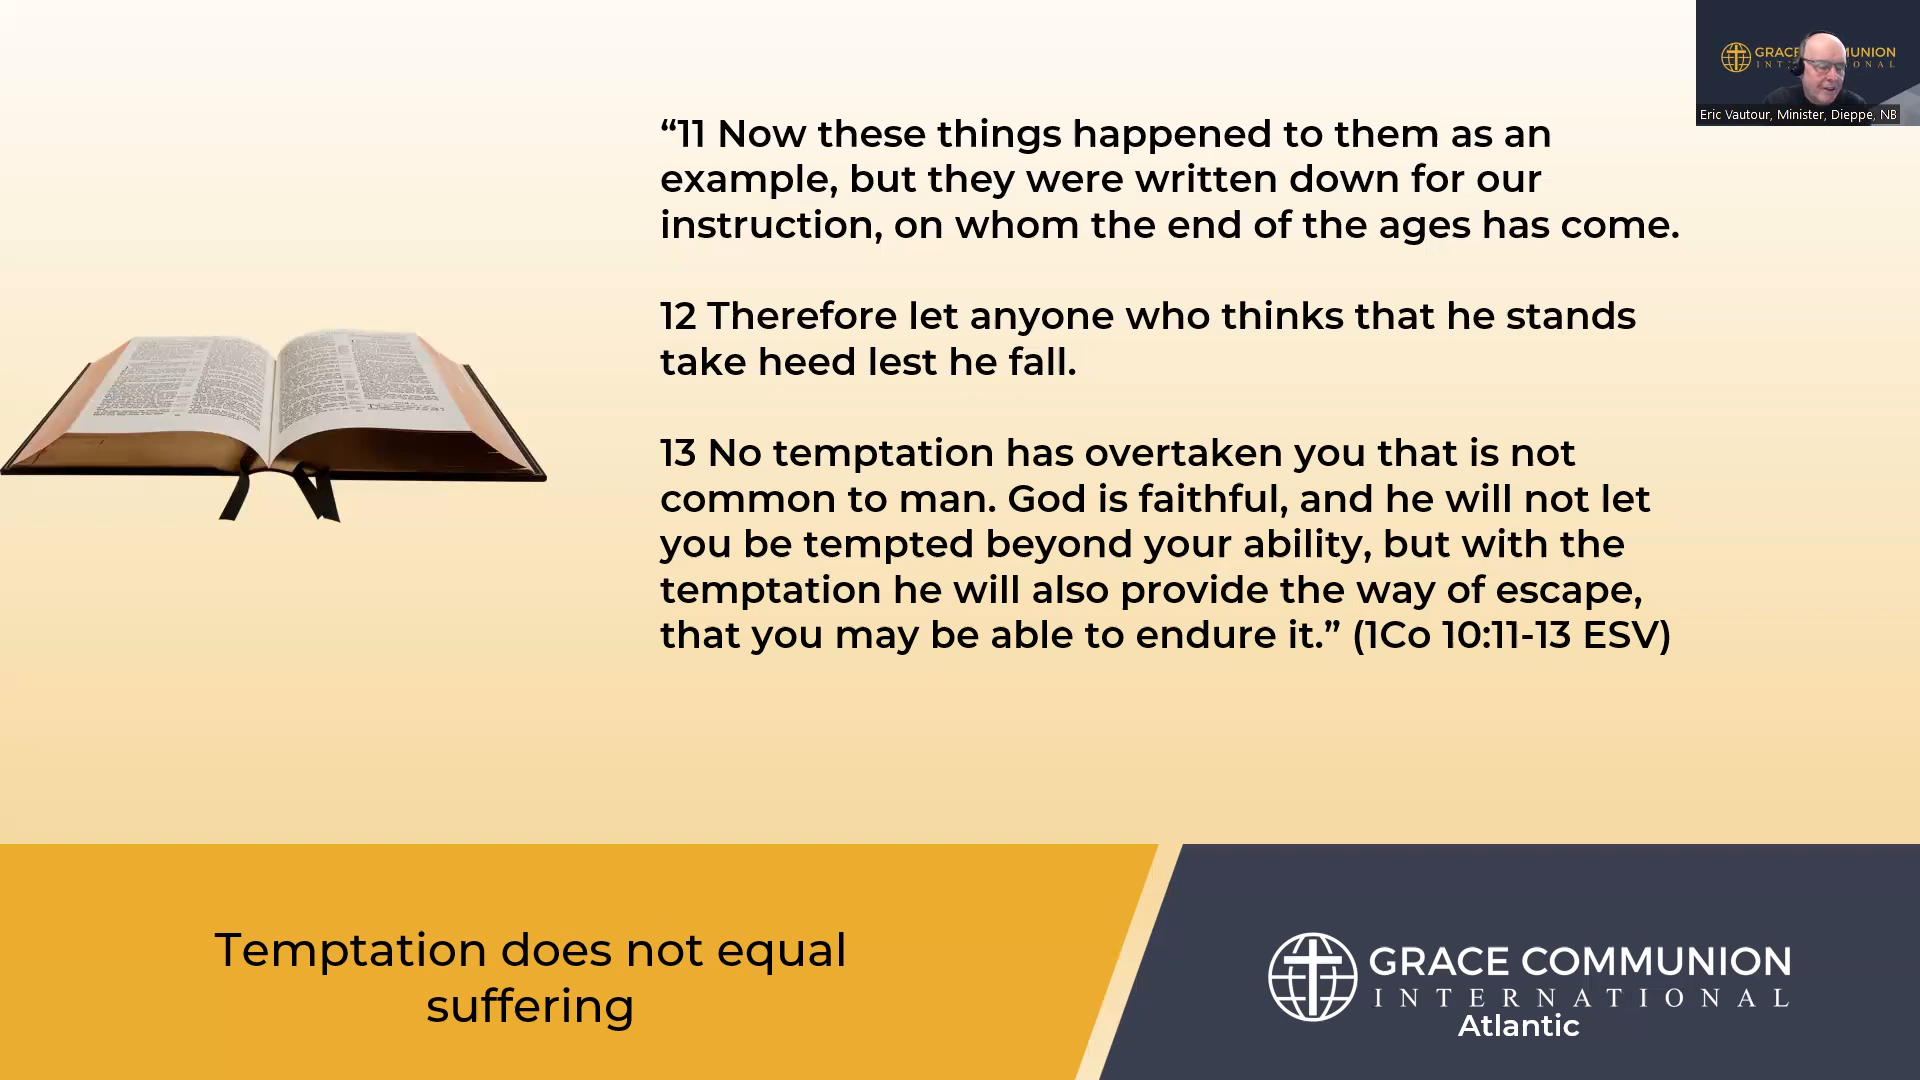 “11 Now these things happened to them as an
example, but they were written down for our
instruction, on whom the end of the ages has come.
12 Therefore let anyone who thinks that he stands
take heed lest he fall.
13 No temptation has overtaken you that is not
common to man. God is faithful, and he will not let
you be tempted beyond your ability, but with the
temptation he will also provide the way of escape,
that you may be able to endure it.” (1Co 10:11-13 ESV)
Eric Vautour, Minister, Dieppe, NB
Temptation does not equal
suffering
GRACE COMMUNION
INTERNATIONAL
Atlantic